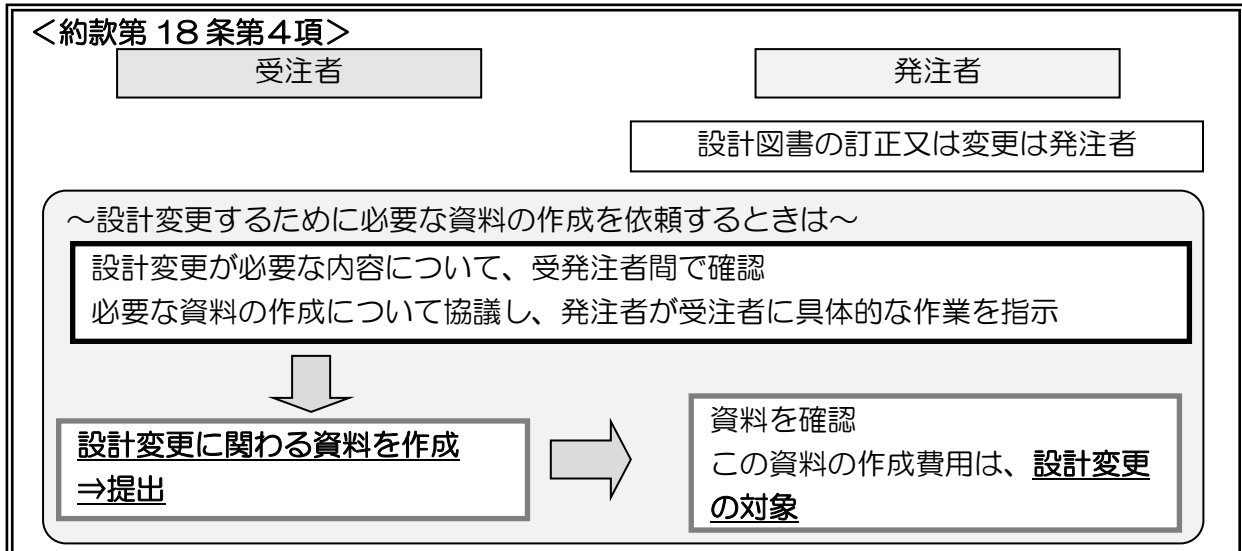 ＜約款第 18 条第４項＞
受注者
発注者
設計図書の訂正又は変更は発注者
～設計変更するために必要な資料の作成を依頼するときは～
設計変更が必要な内容について、受発注者間で確認
必要な資料の作成について協議し、発注者が受注者に具体的な作業を指示
設計変更に関わる資料を作成
⇒提出
資料を確認
この資料の作成費用は、設計変更
の対象